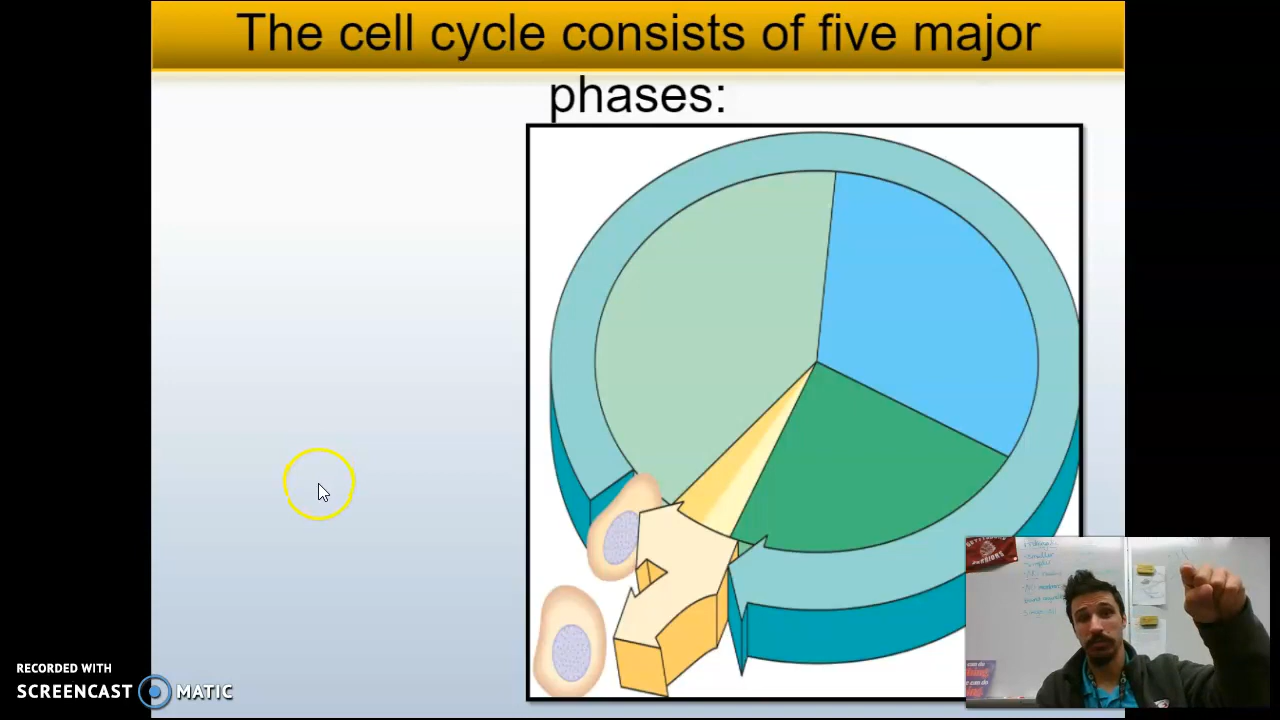 The cell cycle consists of five major
phases:
RECORDED WITH
SCREENCAST MATIC